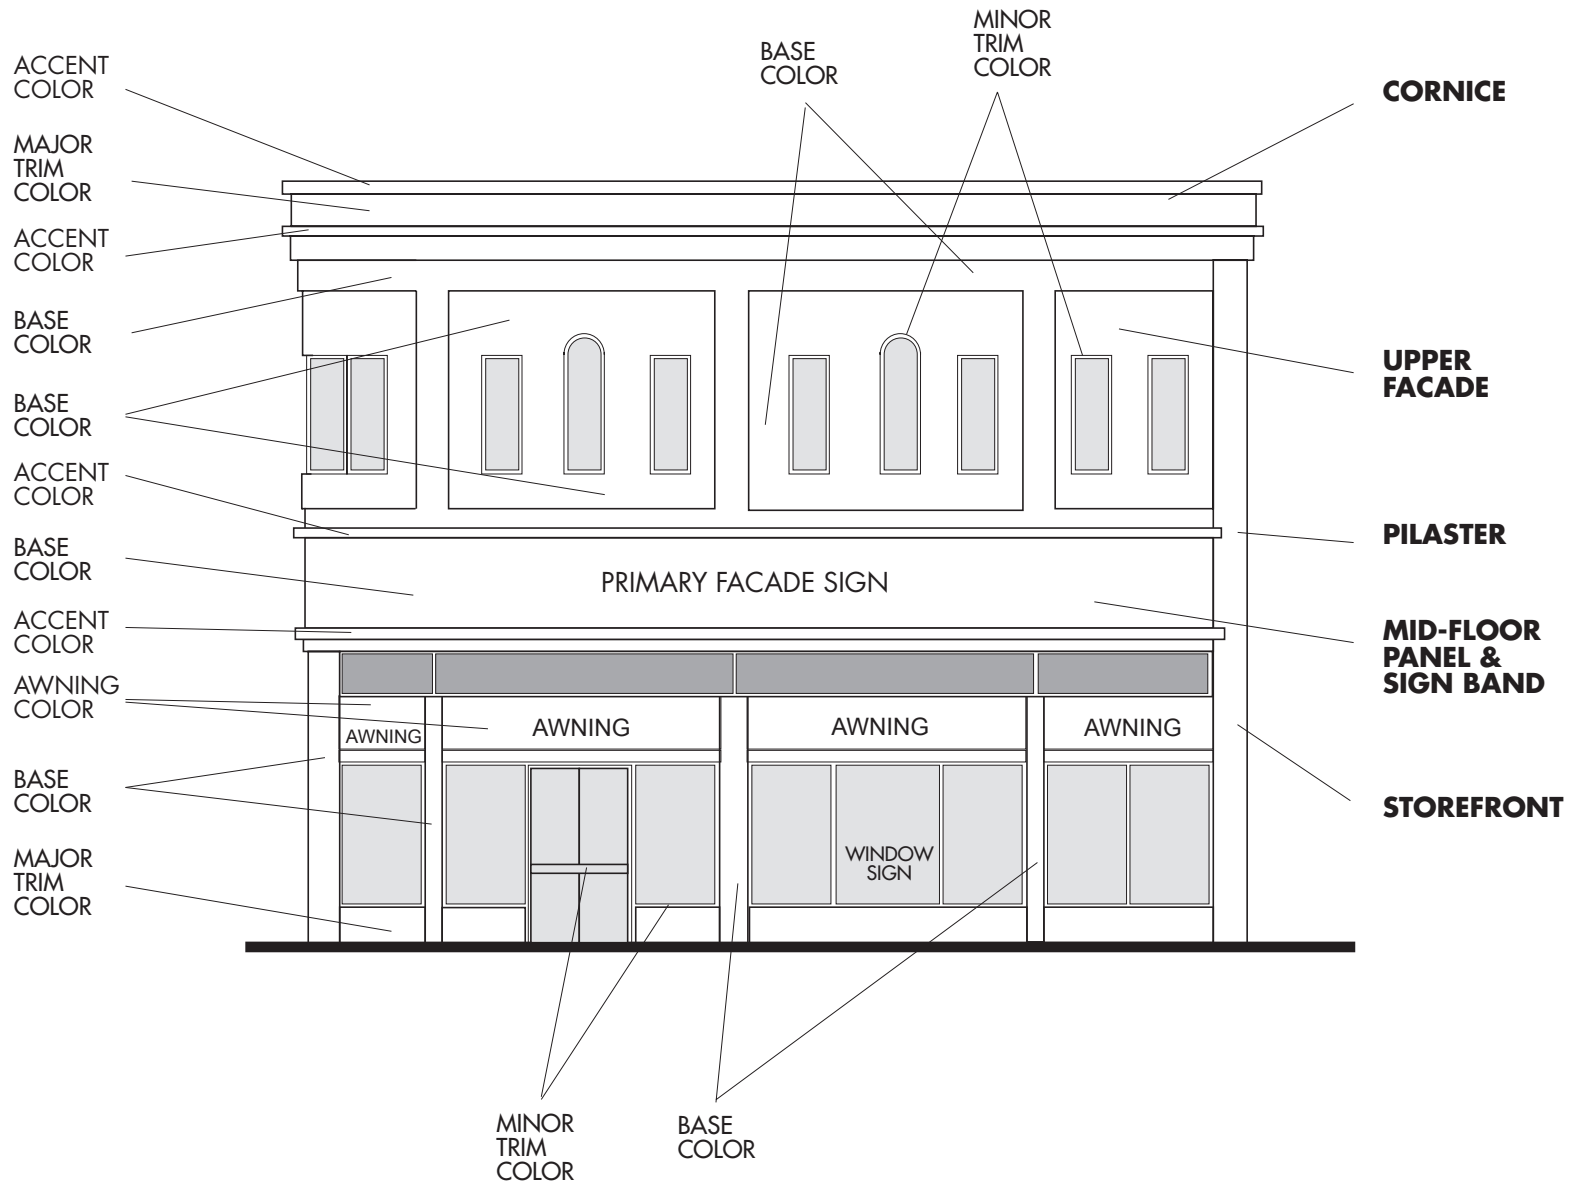 MINOR
TRIM
COLOR
BASE
COLOR
ACCENT
COLOR
MAJOR
TRIM
COLOR
ACCENT
COLOR
BASE
COLOR
BASE
COLOR
ACCENT
COLOR
BASE
COLOR
ACCENT
COLOR
AWNING
COLOR
BASE
COLOR
MAJOR
TRIM
COLOR
PRIMARY FACADE SIGN
AWNING
AWNING
AWNING
AWNING
WINDOW
SIGN
MINOR
TRIM
COLOR
BASE
COLOR
CORNICE
UPPER
FACADE
PILASTER
MID-FLOOR
PANEL &
SIGN BAND
STOREFRONT